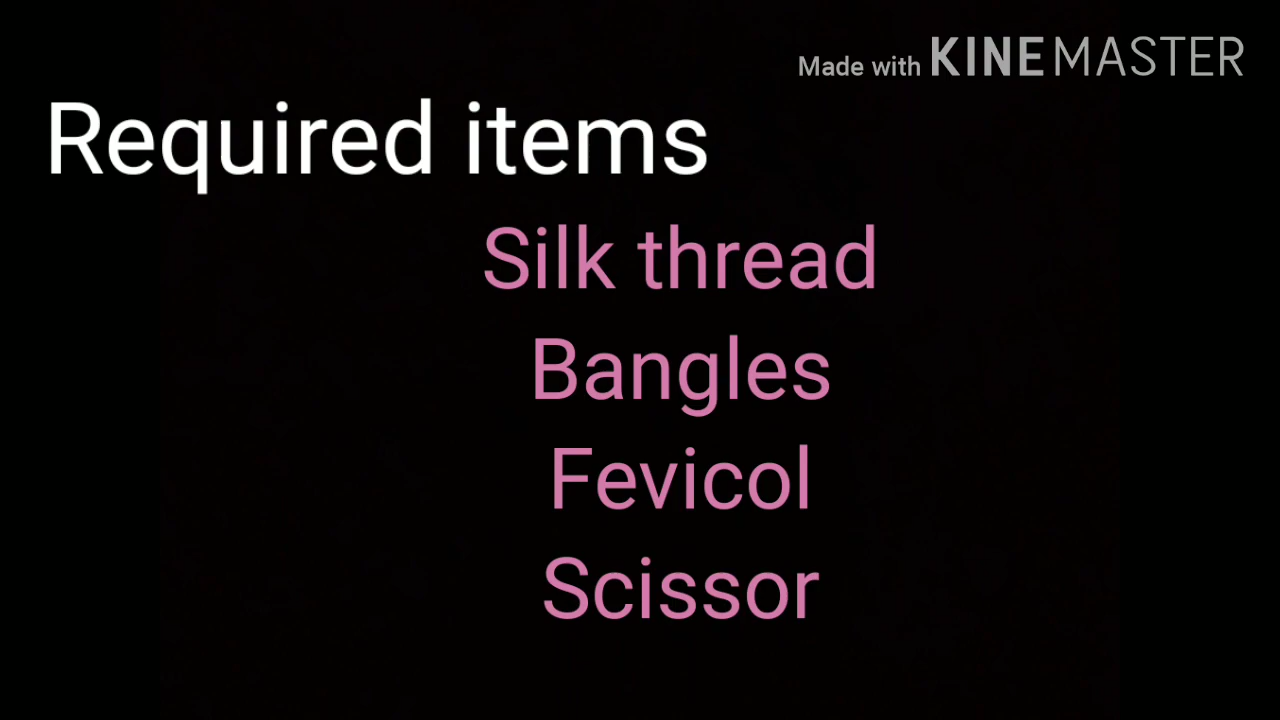 Made with KINEMASTER
Required items
Silk thread
Bangles
Fevicol
Scissor